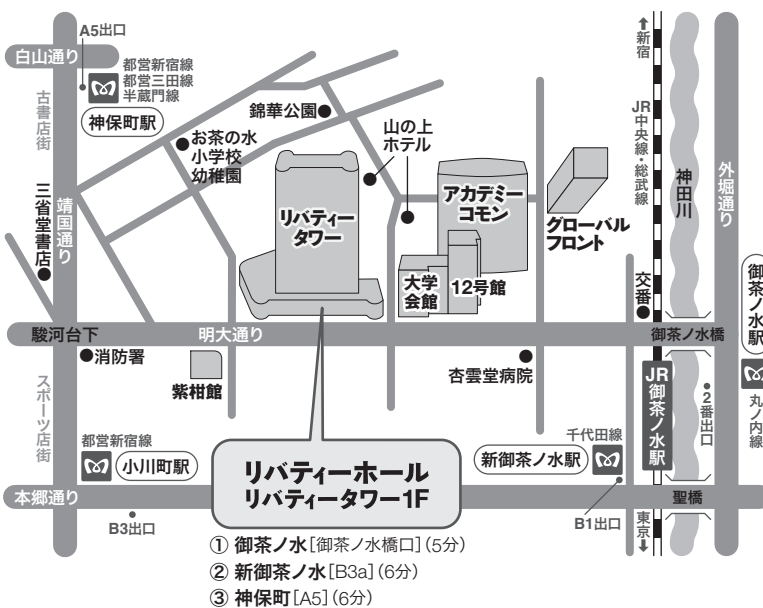 A5出口
白山通り
都営新宿線
都営三田線
半蔵門線
神保町駅
古書店街
三省堂書店
靖国通り
お茶の水
小学校
幼稚園
錦華公園
山の上
ホテル
リバティー
タワー
アカデミー
コモン
グローバル
フロント
大学
会館
12号館
↑新宿
JR中央線・総武線
神田川
外堀通り
交番
御茶ノ水駅
丸ノ内線
駿河台下
明大通り
御茶ノ水橋
消防署
紫柑館
杏雲堂病院
JR御茶ノ水駅
2番出口
スポーツ店街
都営新宿線
小川町駅
千代田線
新御茶ノ水駅
リバティーホール
リバティータワー1F
本郷通り
聖橋
B3出口
B1出口
東京↓
① 御茶ノ水[御茶ノ水橋口](5分)
② 新御茶ノ水[B3a](6分)
③ 神保町[A5](6分)